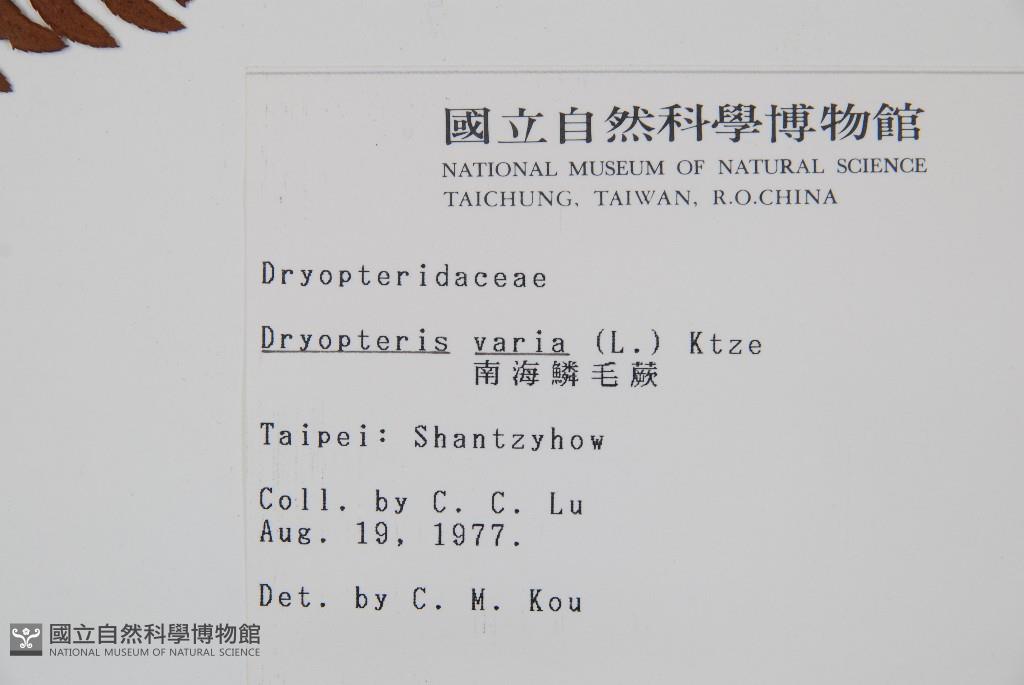 國立自然科學博物館
NATIONAL MUSEUM OF NATURAL SCIENCE
TAICHUNG, TAIWAN, R.O.CHINA
Dryopteridaceae
Dryopteris varia (L.) Ktze
南海鱗毛蕨
Taipei: Shantzyhow
Coll. by C. C. Lu
Aug. 19, 1977.
Det. by C. M. Kou
國立自然科學博物館
NATIONAL MUSEUM OF NATURAL SCIENCE